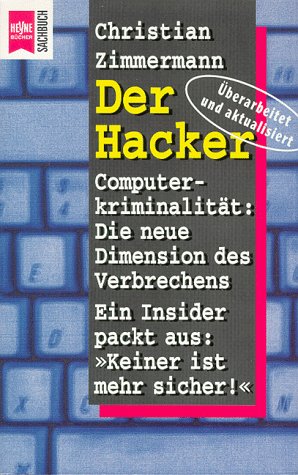 HEYNE
BÜCHER
SACHBUCH
Christian
Zimmermann
Der
Hacker
Überarbeitet
und aktualisiert
Computer-
kriminalität:
Die neue
Dimension des
Verbrechens
Ein Insider
packt aus:
»Keiner ist
mehr sicher!«